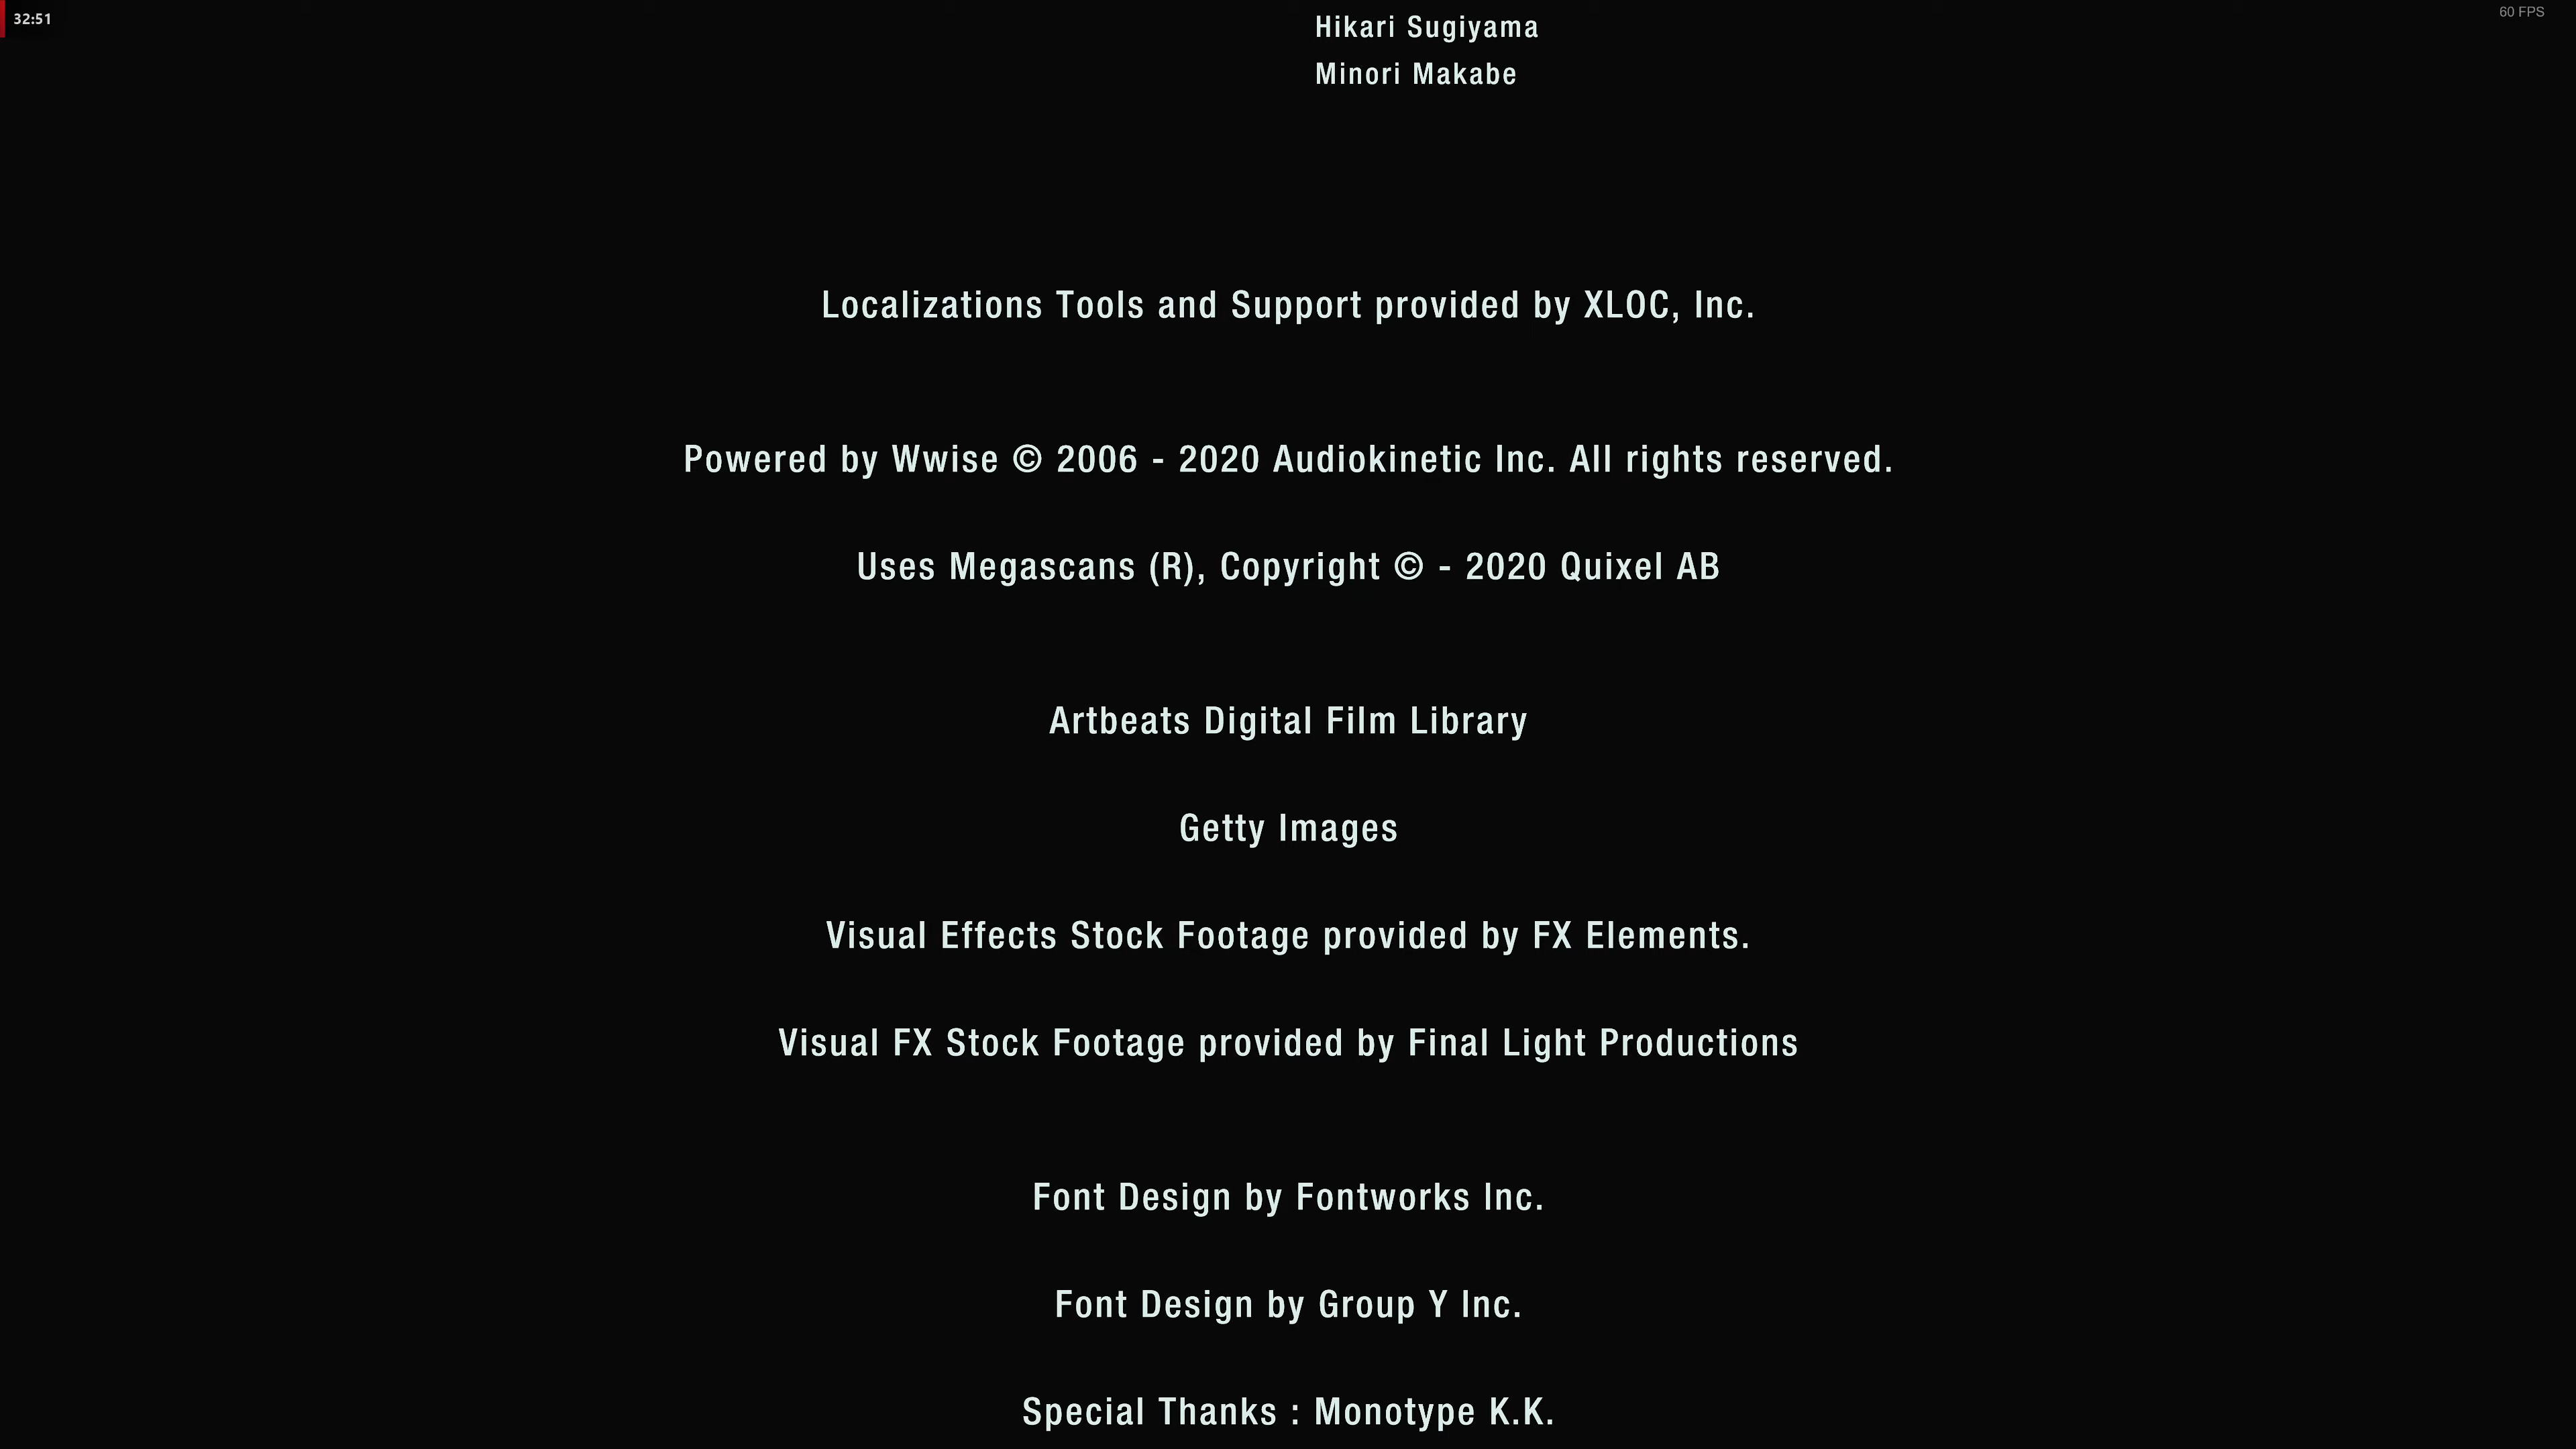 32:51
60 FPS
Hikari Sugiyama
Minori Makabe
Localizations Tools and Support provided by XLOC, Inc.
Powered by Wwise © 2006 - 2020 Audiokinetic Inc. All rights reserved.
Uses Megascans (R), Copyright © - 2020 Quixel AB
Artbeats Digital Film Library
Getty Images
Visual Effects Stock Footage provided by FX Elements.
Visual FX Stock Footage provided by Final Light Productions
Font Design by Fontworks Inc.
Font Design by Group Y Inc.
Special Thanks : Monotype K.K.